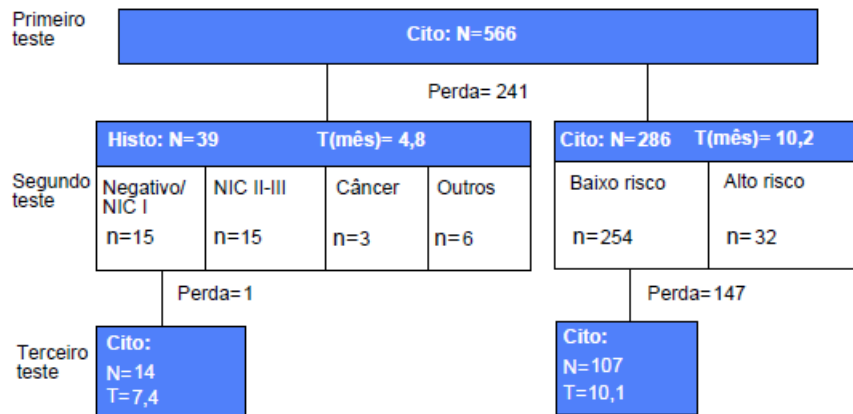 Primeiro
teste
Cito: N=566
Perda= 241
Histo: N=39 T(mês)= 4,8
Cito: N=286 T(mês)= 10,2
Segundo
teste
Negativo/
NIC I
n=15
NIC II-III
n=15
Câncer
n=3
Outros
n=6
Baixo risco
n=254
Alto risco
n=32
Perda=1
Perda=147
Terceiro
teste
Cito:
N=14
T=7,4
Cito:
N=107
T=10,1